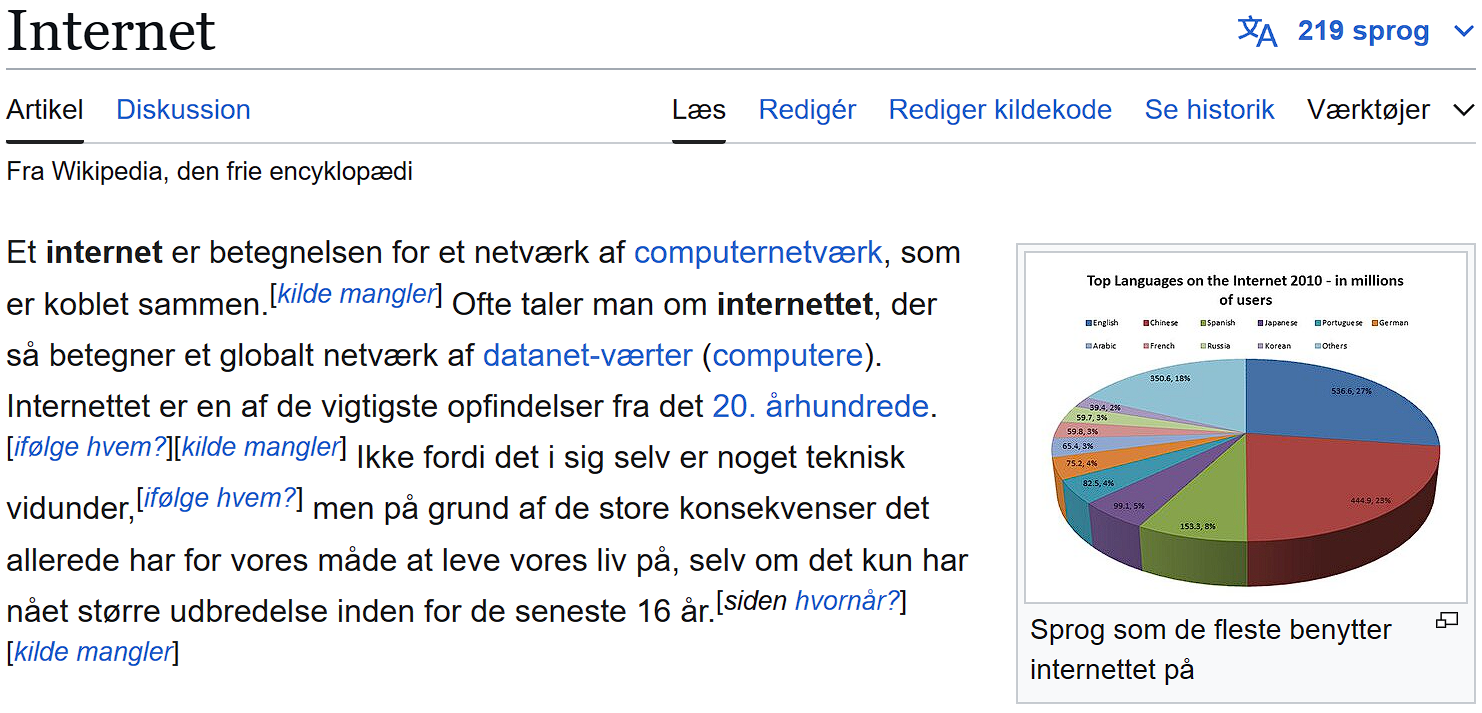 Internet
219 sprog
Artikel Diskussion Læs Redigér Rediger kildekode Se historik Værktøjer
Fra Wikipedia, den frie encyklopædi
Et internet er betegnelsen for et netværk af computernetværk, som
er koblet sammen.[kilde mangler] Ofte taler man om internettet, der
så betegner et globalt netværk af datanet-værter (computere).
Internettet er en af de vigtigste opfindelser fra det 20. århundrede.
[ifølge hvem?][kilde mangler] Ikke fordi det i sig selv er noget teknisk
vidunder,[ifølge hvem?] men på grund af de store konsekvenser det
allerede har for vores måde at leve vores liv på, selv om det kun har
nået større udbredelse inden for de seneste 16 år.[siden hvornår?]
[kilde mangler]
Top Languages on the Internet 2010 - in millions
of users
English Chinese Spanish Japanese Portuguese German
Arabic French Russia Korean Others
350.6, 18%
536.6, 27%
39.4, 2%
59.7, 3%
59.8, 3%
65.4, 3%
75.2, 4%
82.5, 4%
99.1, 5%
153.3, 8%
444.9, 23%
Sprog som de fleste benytter
internettet på